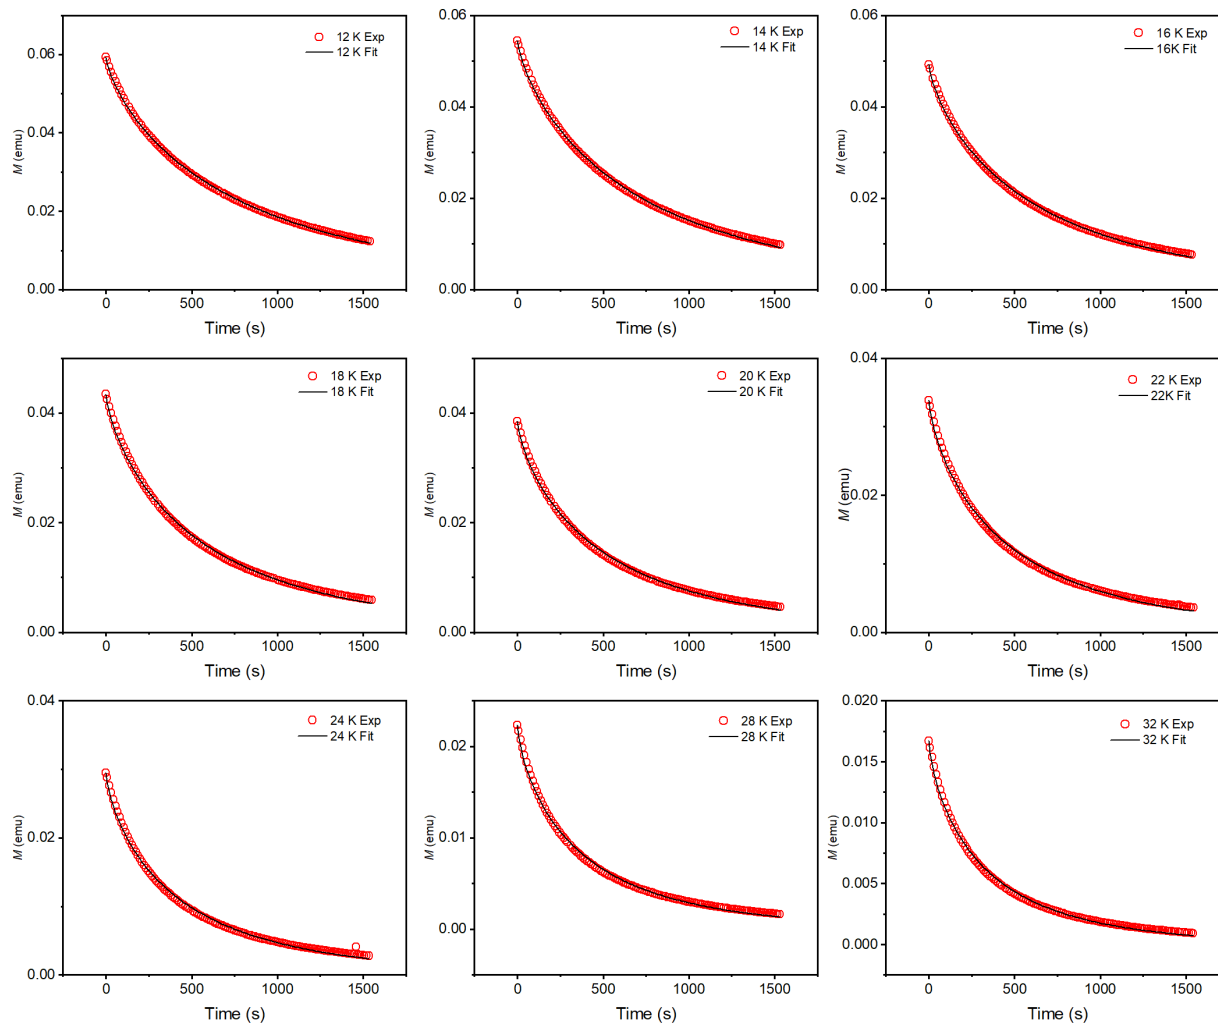 12 K Exp
12 K Fit
0.06
0.04
0.02
0.00
M (emu)
0
500
1000
1500
Time (s)
14 K Exp
14 K Fit
0.06
0.04
0.02
0.00
M (emu)
0
500
1000
1500
Time (s)
16 K Exp
16K Fit
0.06
0.04
0.02
0.00
M (emu)
0
500
1000
1500
Time (s)
18 K Exp
18 K Fit
0.04
0.02
0.00
M (emu)
0
500
1000
1500
Time (s)
20 K Exp
20 K Fit
0.04
0.02
0.00
M (emu)
0
500
1000
1500
Time (s)
22 K Exp
22K Fit
0.04
0.02
0.00
M (emu)
0
500
1000
1500
Time (s)
24 K Exp
24 K Fit
0.04
0.02
0.00
M (emu)
0
500
1000
1500
Time (s)
28 K Exp
28 K Fit
0.02
0.01
0.00
M (emu)
0
500
1000
1500
Time (s)
32 K Exp
32 K Fit
0.020
0.015
0.010
0.005
0.000
M (emu)
0
500
1000
1500
Time (s)